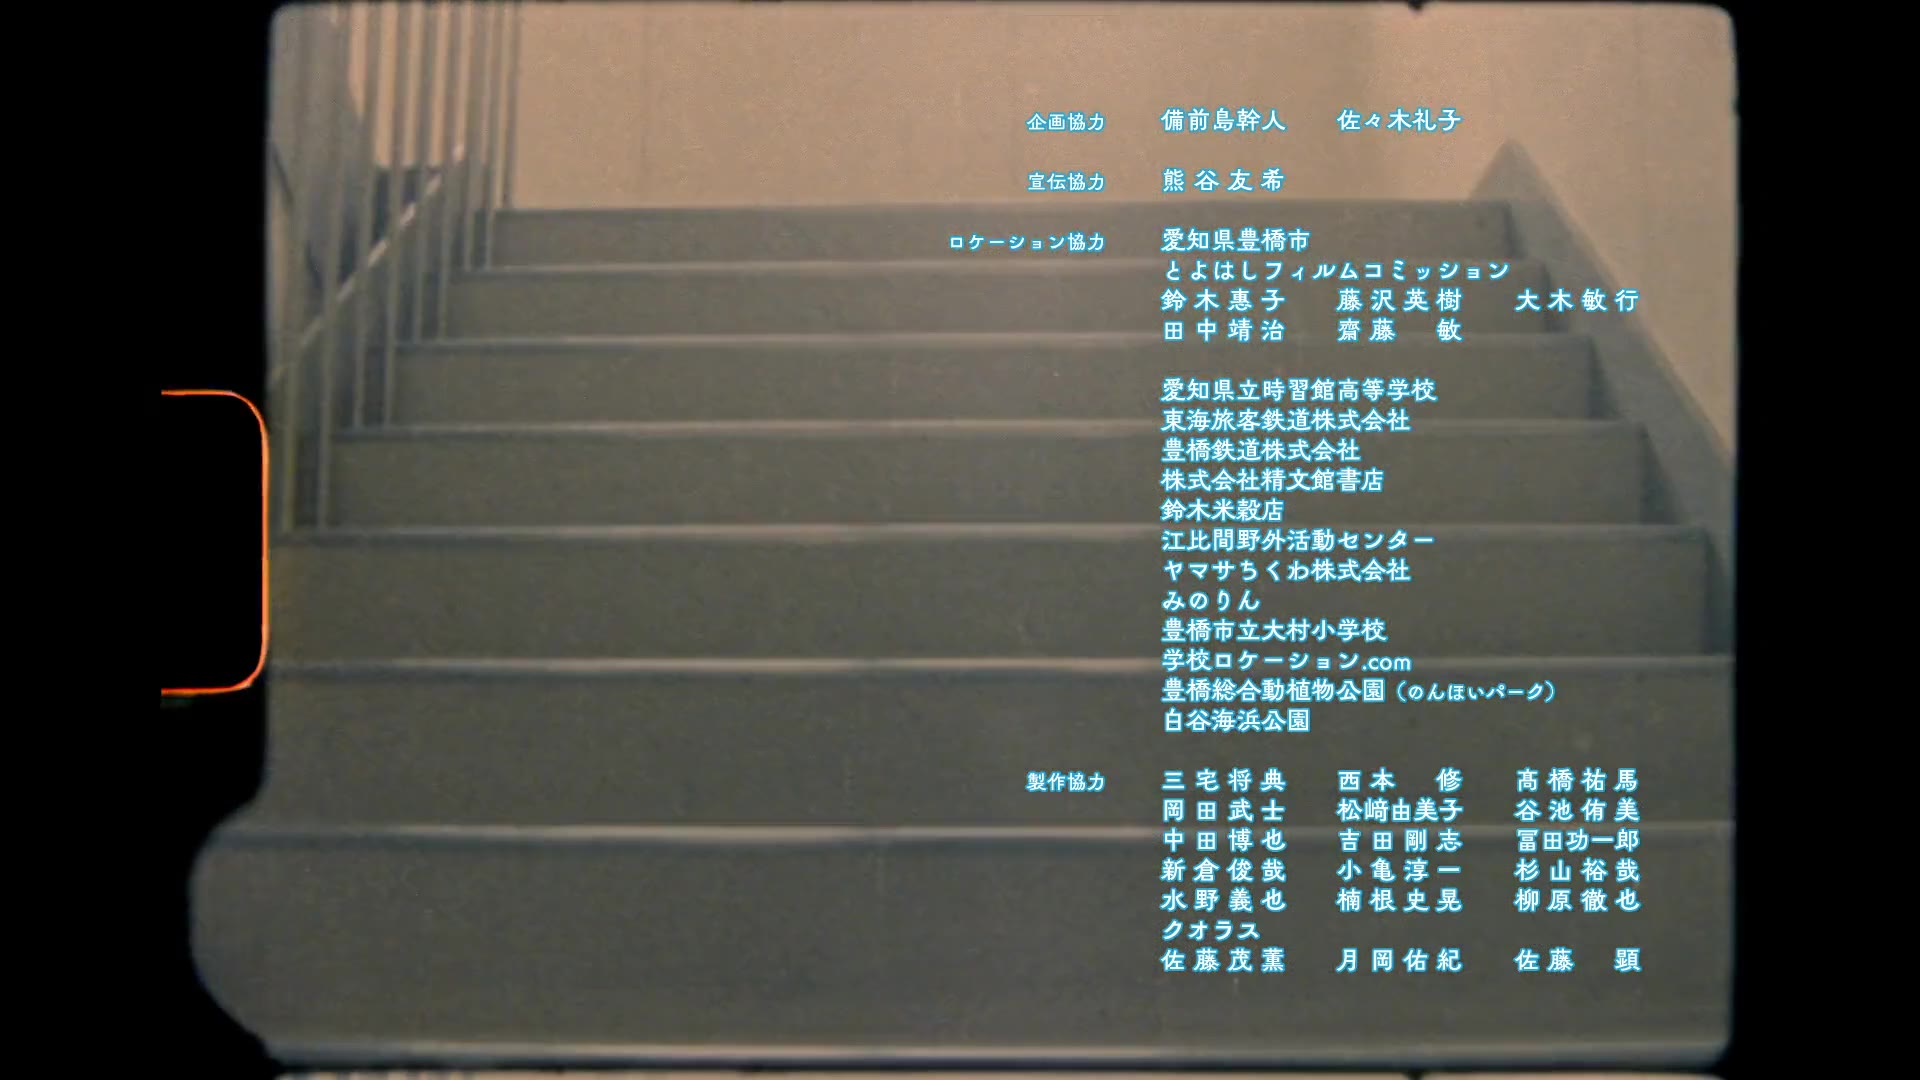 企画協力 備前島幹人 佐々木礼子
宣伝協力 熊谷友希
ロケーション協力 愛知県豊橋市
とよはしフィルムコミッション
鈴木惠子 藤沢英樹 大木敏行
田中靖治 齋藤敏
愛知県立時習館高等学校
東海旅客鉄道株式会社
豊橋鉄道株式会社
株式会社精文館書店
鈴木米穀店
江比間野外活動センター
ヤマサちくわ株式会社
みのりん
豊橋市立大村小学校
学校ロケーション.com
豊橋総合動植物公園（のんほいパーク）
白谷海浜公園
製作協力 三宅将典 西本修 髙橋祐馬
岡田武士 松﨑由美子 谷池侑美
中田博也 吉田剛志 冨田功一郎
新倉俊哉 小亀淳一 杉山裕哉
水野義也 楠根史晃 柳原徹也
クオラス
佐藤茂薫 月岡佑紀 佐藤顕